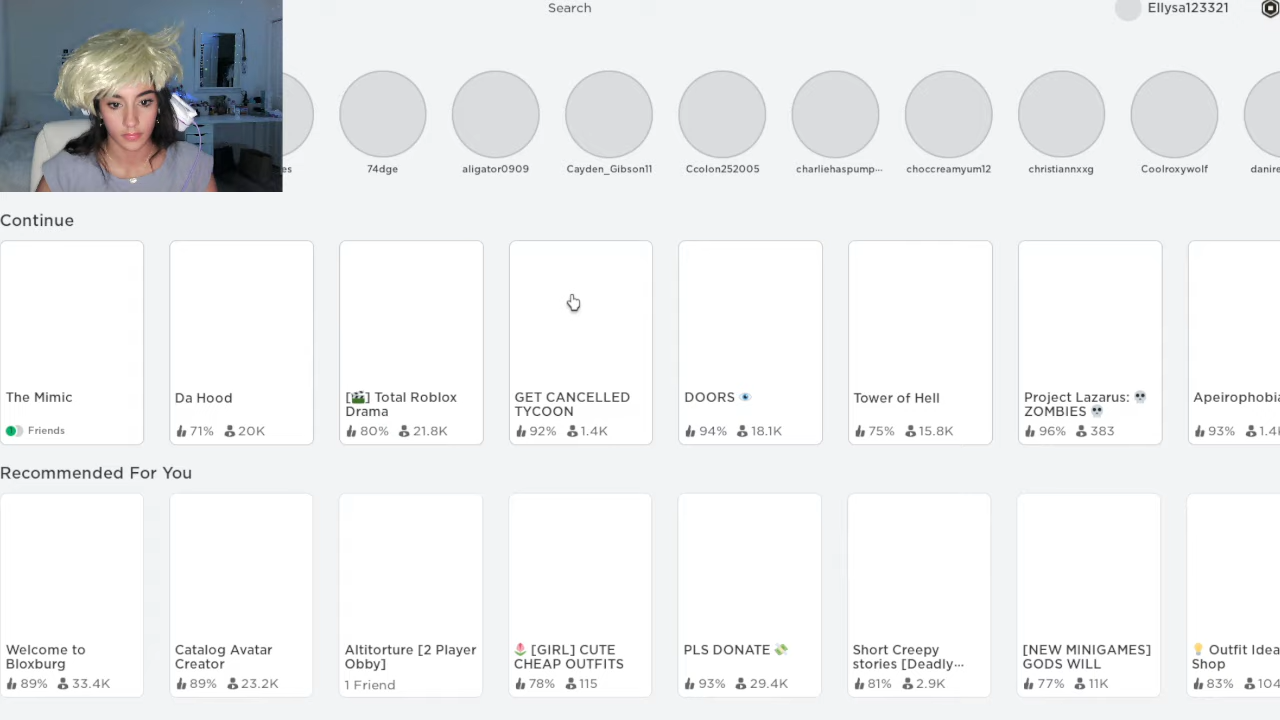 Search
Ellysa123321
es
74dge
aligator0909
Cayden_Gibson11
Ccolon252005
charliehaspump...
choccreamyum12
christiannxxg
Coolroxywolf
danire
Continue
The Mimic
Friends
Da Hood
71% 20K
[🎬] Total Roblox
Drama
80% 21.8K
GET CANCELLED
TYCOON
92% 1.4K
DOORS 👁️
94% 18.1K
Tower of Hell
75% 15.8K
Project Lazarus: 💀
ZOMBIES 💀
96% 383
Apeirophobia
93% 1.4K
Recommended For You
Welcome to
Bloxburg
89% 33.4K
Catalog Avatar
Creator
89% 23.2K
Altitorture [2 Player
Obby]
1 Friend
🌷 [GIRL] CUTE
CHEAP OUTFITS
78% 115
PLS DONATE 💸
93% 29.4K
Short Creepy
stories [Deadly...
81% 2.9K
[NEW MINIGAMES]
GODS WILL
77% 11K
💡 Outfit Idea
Shop
83% 104